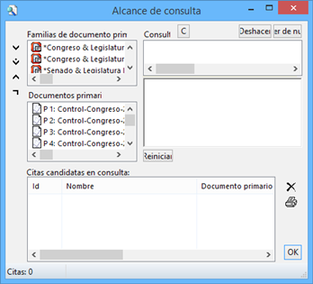 Alcance de consulta
Familias de documento prin
*Congreso & Legislatur
*Congreso & Legislatur
*Senado & Legislatura I
Consult
C
Deshacer
er de nu
Documentos primari
P 1: Control-Congreso-
P 2: Control-Congreso-
P 3: Control-Congreso-
P 4: Control-Congreso-
Reiniciar
Citas candidatas en consulta:
Id Nombre Documento primario
OK
Citas: 0